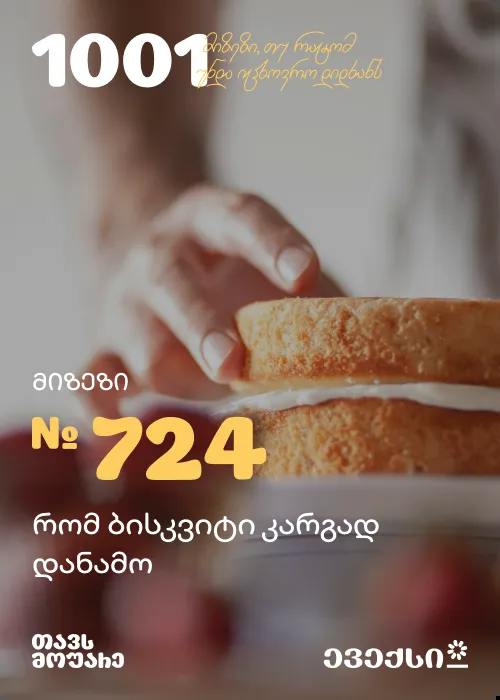 1001 მიზეზი, თუ რატომ
უნდა იცხოვრო დიდხანს
მიზეზი
№ 724
რომ ბისკვიტი კარგად
დანამო
თავს
მოუარე
ევექსი